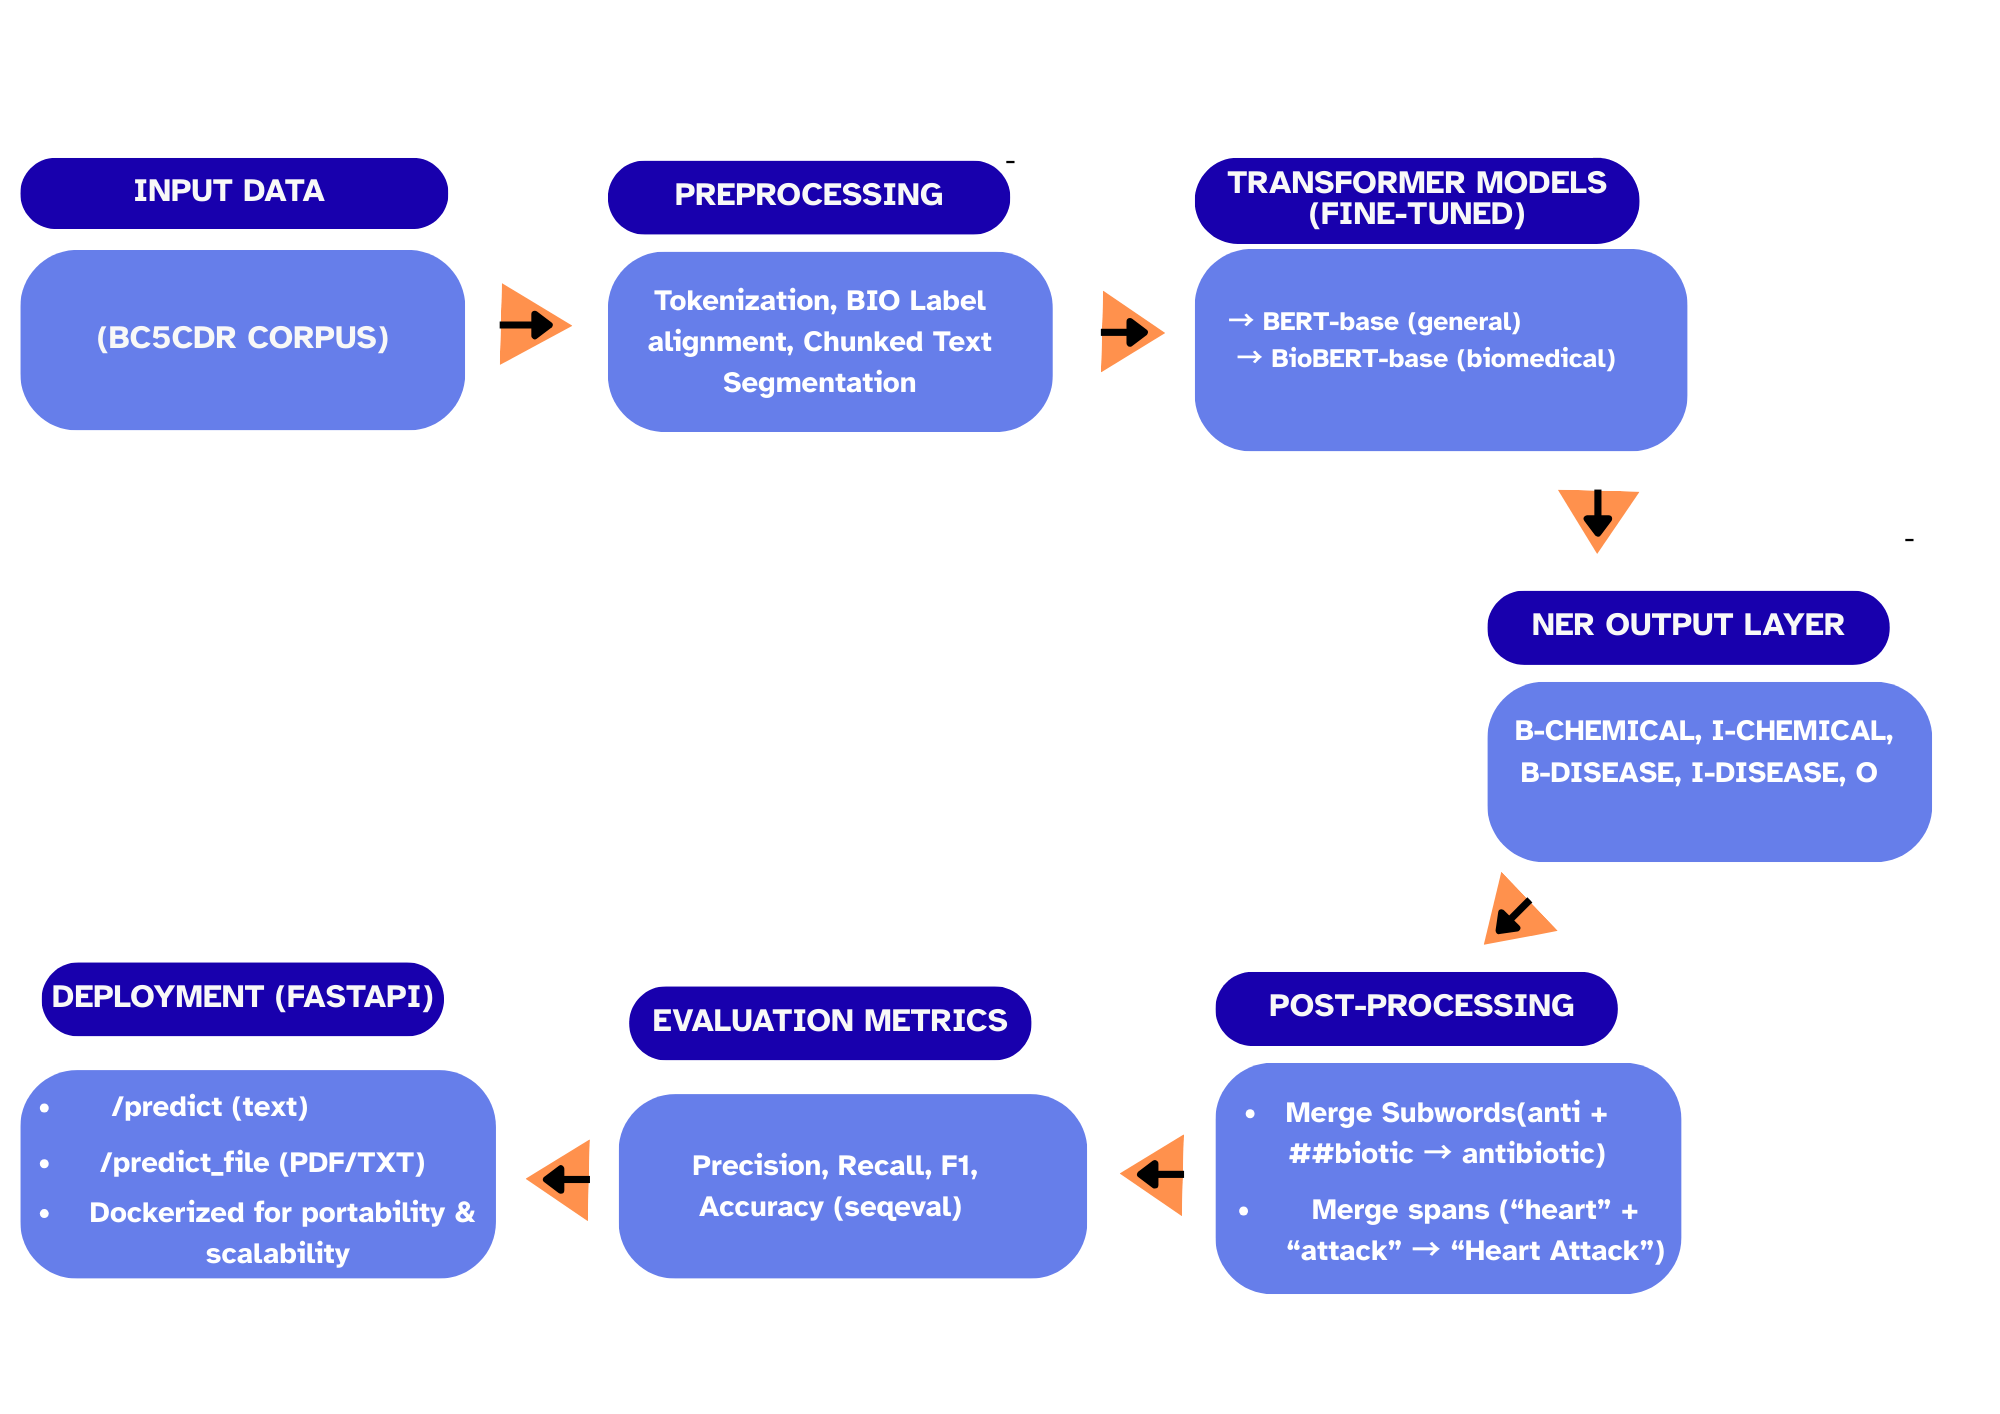 INPUT DATA
(BC5CDR CORPUS)
PREPROCESSING
-
Tokenization, BIO Label
alignment, Chunked Text
Segmentation
TRANSFORMER MODELS
(FINE-TUNED)
→ BERT-base (general)
→ BioBERT-base (biomedical)
-
NER OUTPUT LAYER
B-CHEMICAL, I-CHEMICAL,
B-DISEASE, I-DISEASE, O
POST-PROCESSING
• Merge Subwords(anti +
##biotic → antibiotic)
• Merge spans (“heart” +
“attack” → “Heart Attack”)
EVALUATION METRICS
Precision, Recall, F1,
Accuracy (seqeval)
DEPLOYMENT (FASTAPI)
• /predict (text)
• /predict_file (PDF/TXT)
• Dockerized for portability &
scalability